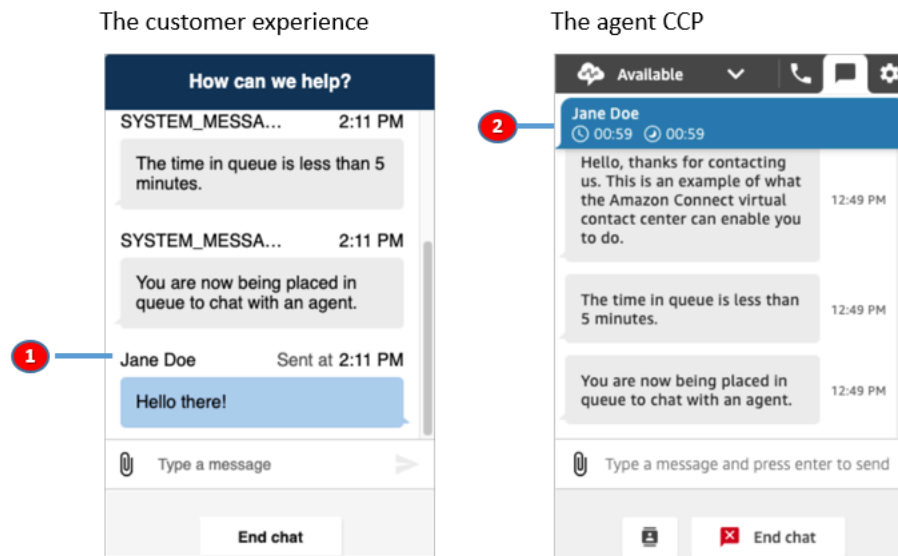 The customer experience
How can we help?
SYSTEM_MESSA... 2:11 PM
The time in queue is less than 5
minutes.
SYSTEM_MESSA... 2:11 PM
You are now being placed in
queue to chat with an agent.
1
Jane Doe Sent at 2:11 PM
Hello there!
Type a message
End chat
The agent CCP
Available
2
Jane Doe
00:59 00:59
Hello, thanks for contacting
us. This is an example of what
the Amazon Connect virtual
contact center can enable you
to do.
12:49 PM
The time in queue is less than
5 minutes.
12:49 PM
You are now being placed in
queue to chat with an agent.
12:49 PM
Type a message and press enter to send
End chat